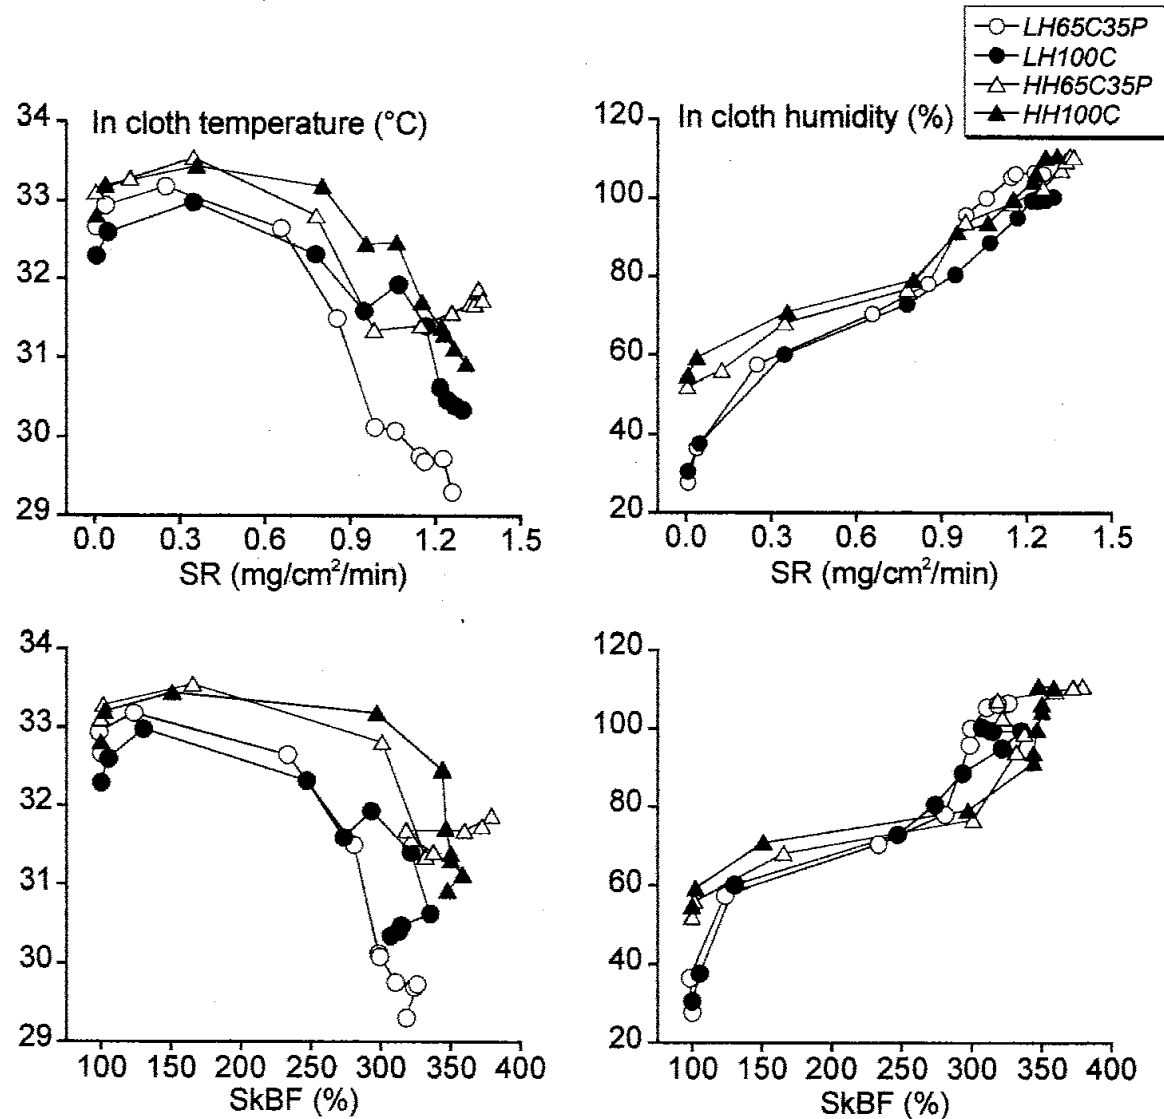 LH65C35P
LH100C
HH65C35P
HH100C
In cloth temperature (°C)
34
33
32
31
30
29
0.0 0.3 0.6 0.9 1.2 1.5
SR (mg/cm²/min)
In cloth humidity (%)
120
100
80
60
40
20
0.0 0.3 0.6 0.9 1.2 1.5
SR (mg/cm²/min)
34
33
32
31
30
29
100 150 200 250 300 350 400
SkBF (%)
120
100
80
60
40
20
100 150 200 250 300 350 400
SkBF (%)